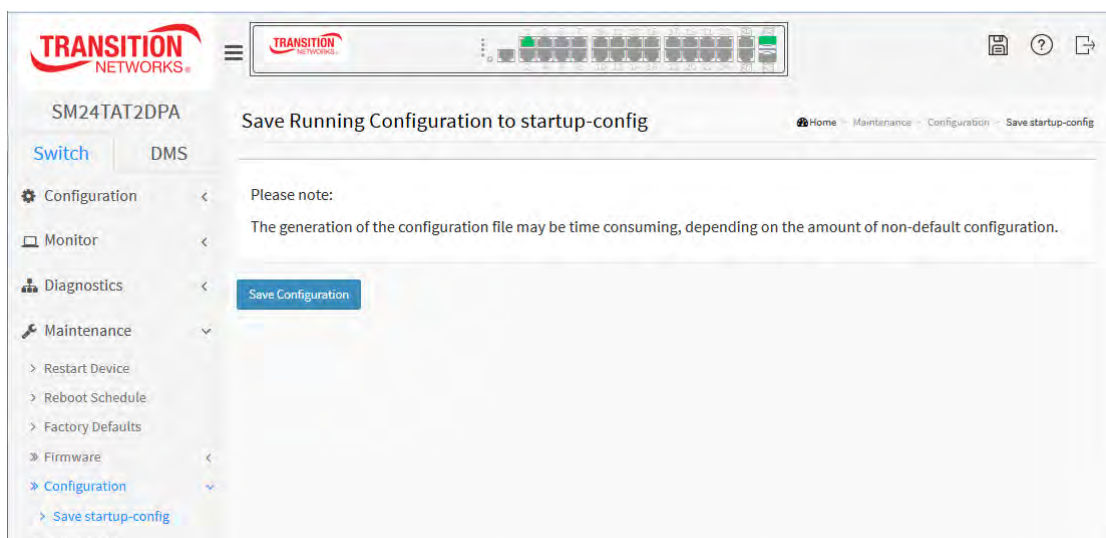 TRANSITION
NETWORKS®
TRANSITION
NETWORKS®
SM24TAT2DPA
Switch
DMS
Save Running Configuration to startup-config
Home - Maintenance - Configuration - Save startup-config
Configuration
Monitor
Diagnostics
Maintenance
Restart Device
Reboot Schedule
Factory Defaults
Firmware
Configuration
Save startup-config
Please note:
The generation of the configuration file may be time consuming, depending on the amount of non-default configuration.
Save Configuration